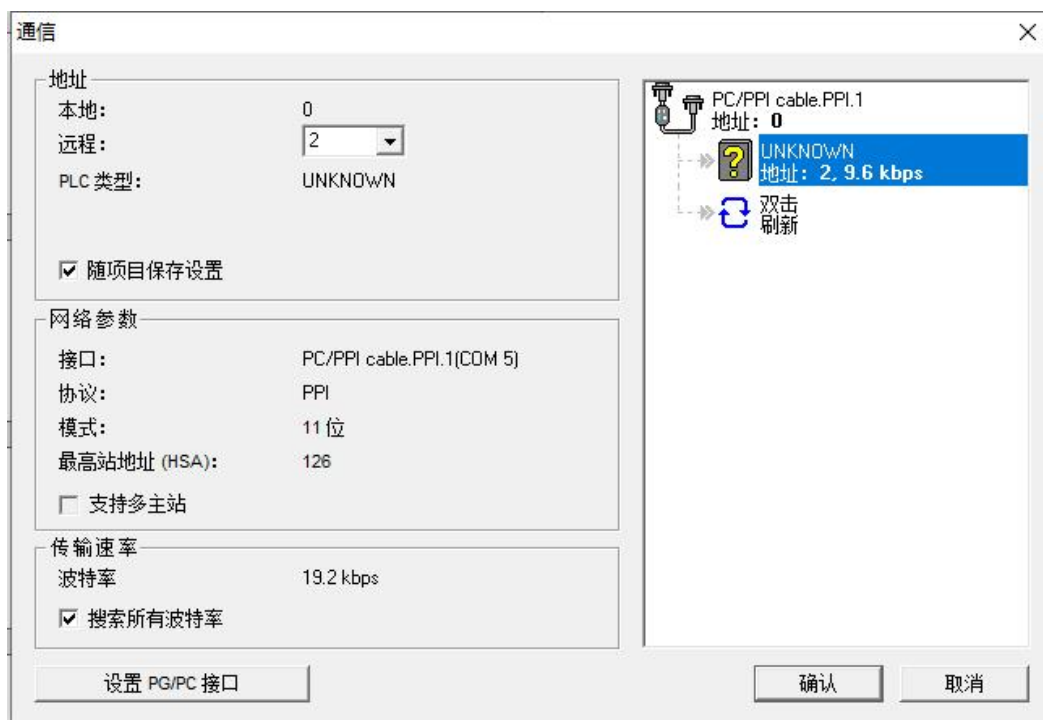 通信
地址
本地: 0
远程: 2
PLC 类型: UNKNOWN
随项目保存设置
网络参数
接口: PC/PPI cable.PPI.1(COM 5)
协议: PPI
模式: 11 位
最高站地址 (HSA): 126
支持多主站
传输速率
波特率 19.2 kbps
搜索所有波特率
设置 PG/PC 接口
PC/PPI cable.PPI.1
地址: 0
UNKNOWN
地址: 2, 9.6 kbps
双击
刷新
确认
取消